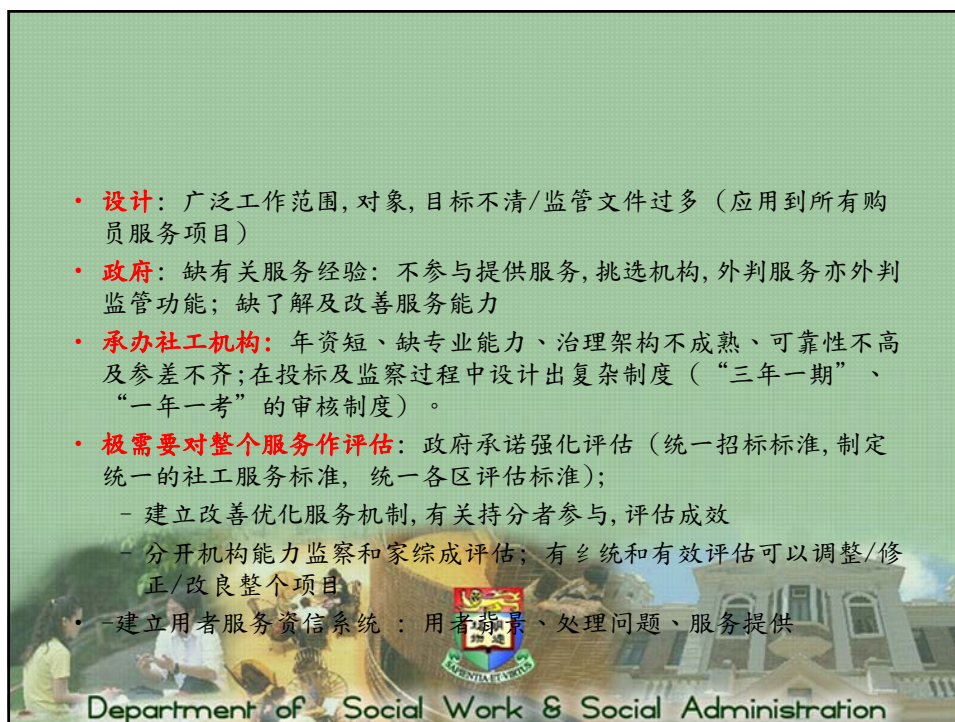 • 设计：广泛工作范围,对象,目标不清/监管文件过多（应用到所有购
员服务项目）
• 政府：缺有关服务经验：不参与提供服务,挑选机构,外判服务亦外判
监管功能；缺了解及改善服务能力
• 承办社工机构：年资短、缺专业能力、治理架构不成熟、可靠性不高
及参差不齐;在投标及监察过程中设计出复杂制度（“三年一期”、
“一年一考”的审核制度）。
• 极需要对整个服务作评估：政府承诺强化评估（统一招标标准,制定
统一的社工服务标准, 统一各区评估标准）;
– 建立改善优化服务机制,有关持分者参与,评估成效
– 分开机构能力监察和家综成评估；有纟统和有效评估可以调整/修
正/改良整个项目
• -建立用者服务资信系统 ：用者背景、处理问题、服务提供
SAPIENTIA·ET·VIRTUS
Department of Social Work & Social Administration